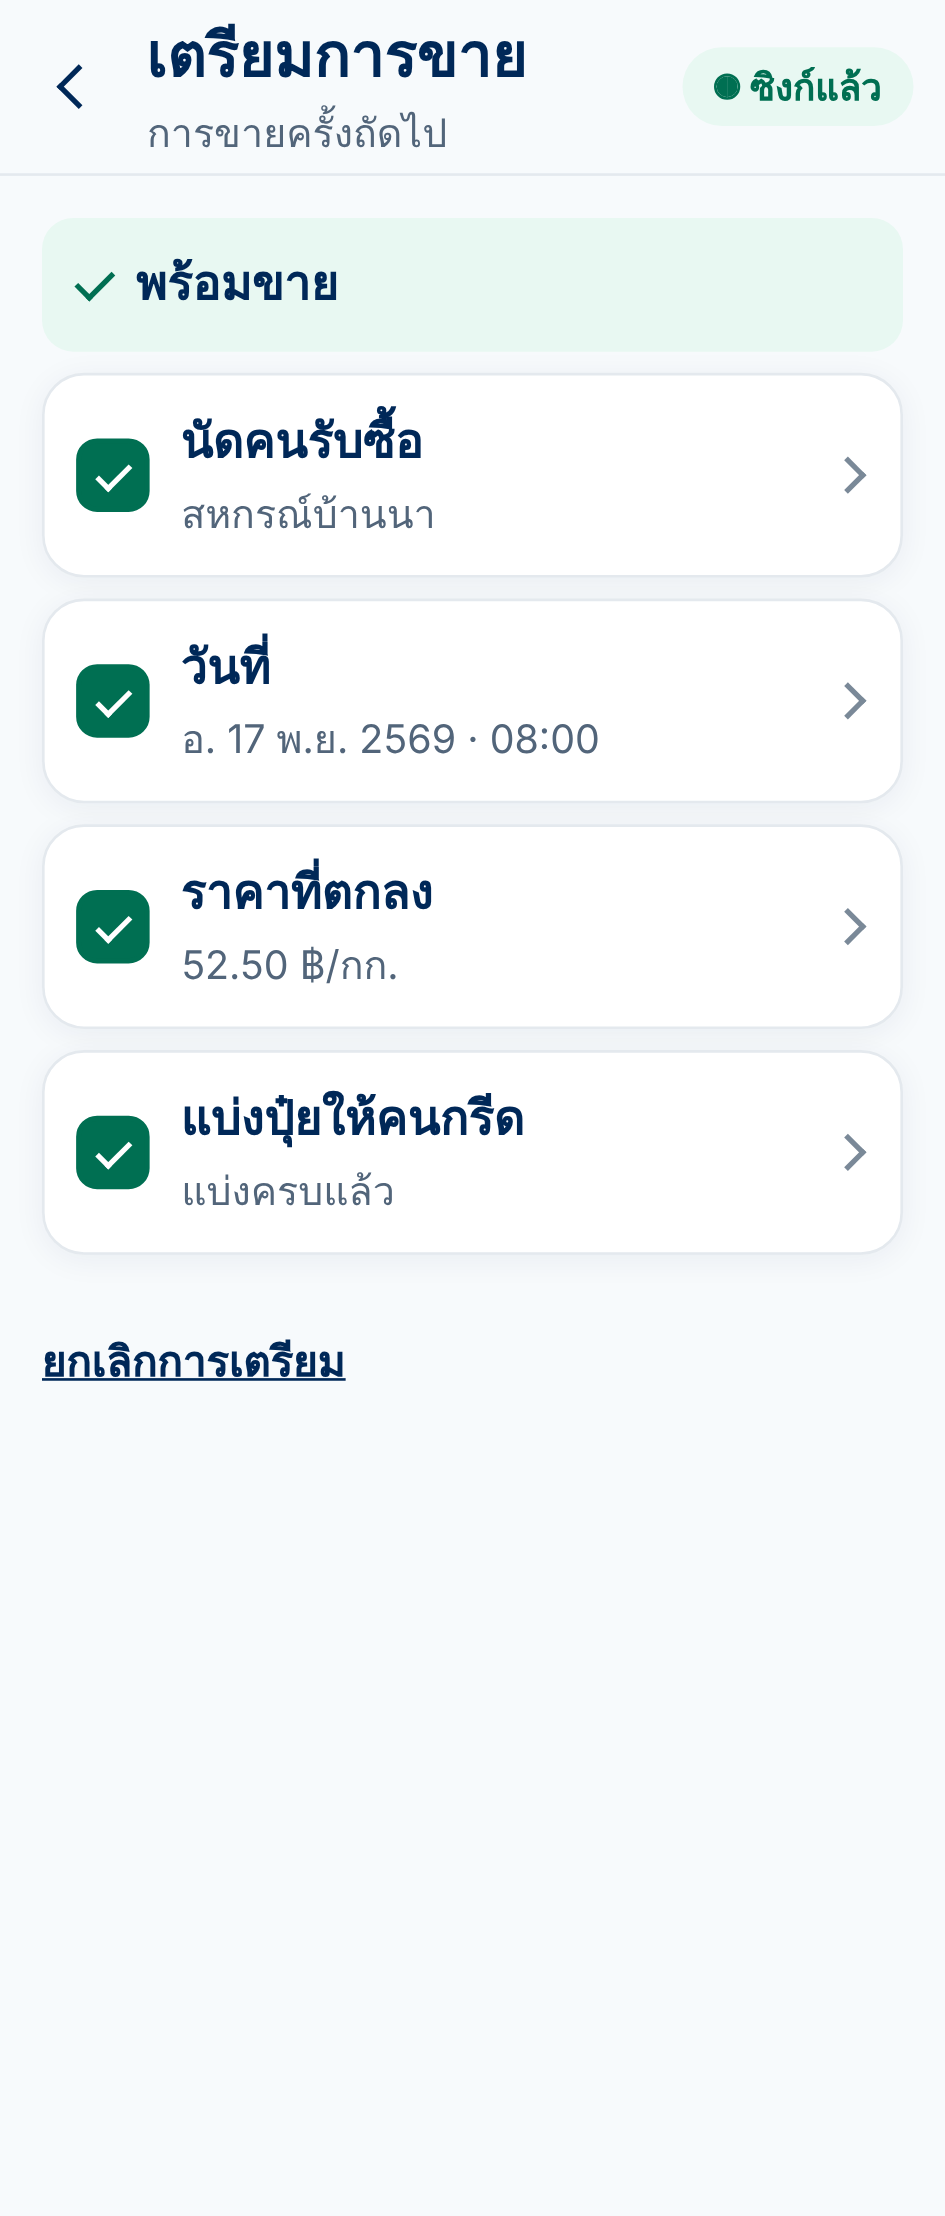 เตรียมการขาย
การขายครั้งถัดไป
ซิงก์แล้ว
พร้อมขาย
นัดคนรับซื้อ
สหกรณ์บ้านนา
วันที่
อ. 17 พ.ย. 2569 · 08:00
ราคาที่ตกลง
52.50 ฿/กก.
แบ่งปุ๋ยให้คนกรีด
แบ่งครบแล้ว
ยกเลิกการเตรียม